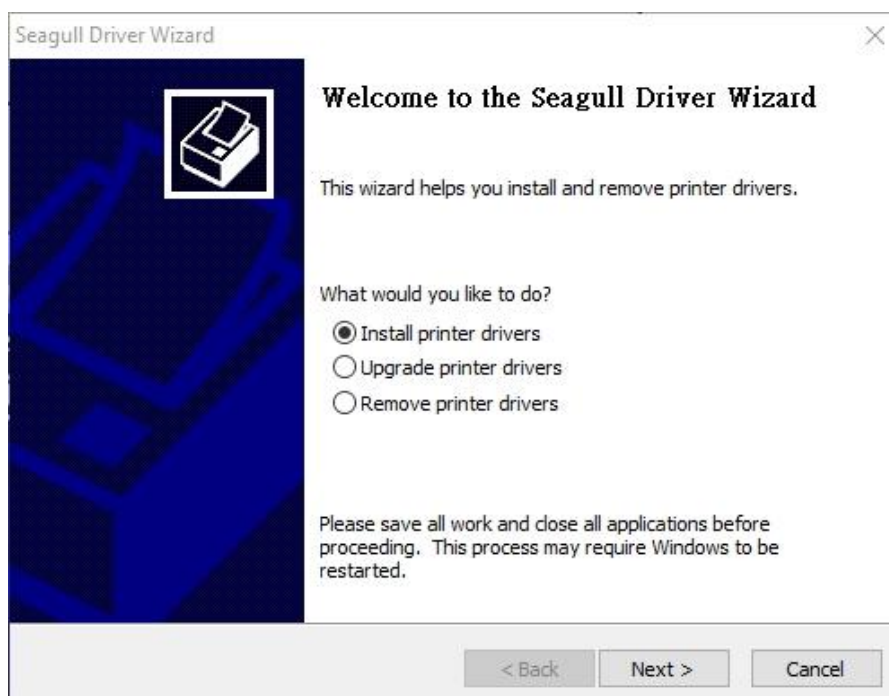 Seagull Driver Wizard
Welcome to the Seagull Driver Wizard
This wizard helps you install and remove printer drivers.
What would you like to do?
Install printer drivers
Upgrade printer drivers
Remove printer drivers
Please save all work and close all applications before
proceeding. This process may require Windows to be
restarted.
< Back
Next >
Cancel